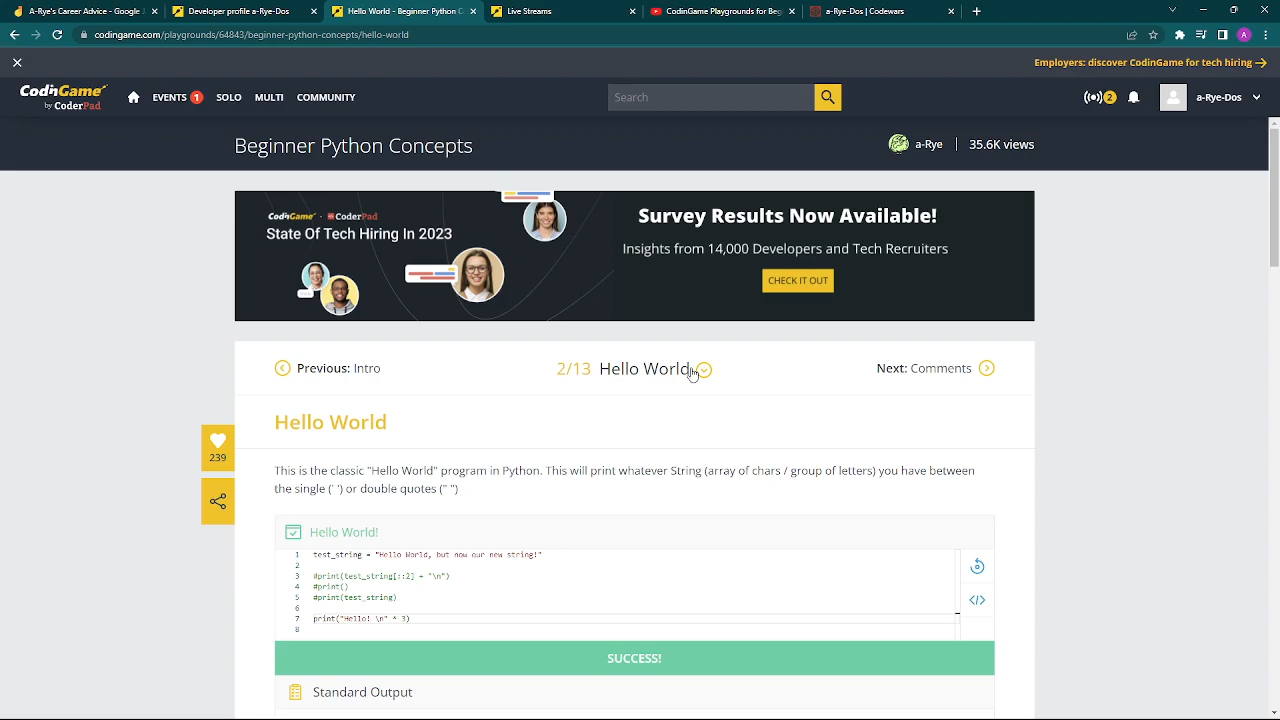 a-Rye's Career Advice - Google J
Developer profile a-Rye-Dos
Hello World - Beginner Python C
Live Streams
CodinGame Playgrounds for Be
a-Rye-Dos | Codewars
codingame.com/playgrounds/64843/beginner-python-concepts/hello-world
A
Employers: discover CodinGame for tech hiring
CodinGame
by CoderPad
EVENTS 1
SOLO
MULTI
COMMUNITY
Search
2
a-Rye-Dos
Beginner Python Concepts
a-Rye
35.6K views
CodinGame · CoderPad
State Of Tech Hiring In 2023
Survey Results Now Available!
Insights from 14,000 Developers and Tech Recruiters
CHECK IT OUT
Previous: Intro
2/13 Hello World
Next: Comments
Hello World
239
This is the classic "Hello World" program in Python. This will print whatever String (array of chars / group of letters) you have between
the single (' ') or double quotes (" ")
Hello World!
1 test_string = "Hello World, but now our new string!"
2
3 #print(test_string[::2] + "\n")
4 #print()
5 #print(test_string)
6
7 print("Hello! \n" * 3)
8
SUCCESS!
Standard Output